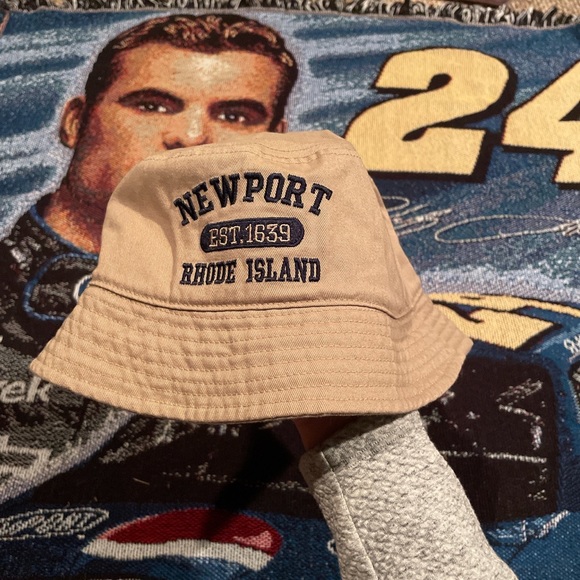 NEWPORT
EST.1639
RHODE ISLAND
24